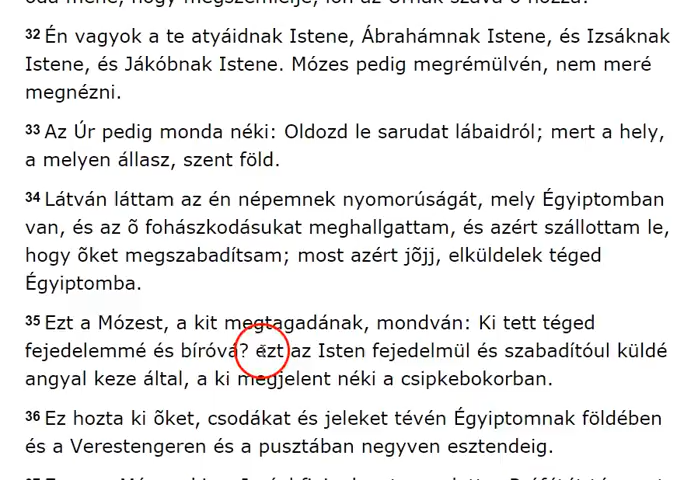 32 Én vagyok a te atyáidnak Istene, Ábrahámnak Istene, és Izsáknak
Istene, és Jákóbnak Istene. Mózes pedig megrémülvén, nem meré
megnézni.
33 Az Úr pedig monda néki: Oldozd le sarudat lábaidról; mert a hely,
a melyen állasz, szent föld.
34 Látván láttam az én népemnek nyomorúságát, mely Égyiptomban
van, és az õ fohászkodásukat meghallgattam, és azért szállottam le,
hogy õket megszabadítsam; most azért jõjj, elküldelek téged
Égyiptomba.
35 Ezt a Mózest, a kit megtagadának, mondván: Ki tett téged
fejedelemmé és bíróvá? ezt az Isten fejedelmül és szabadítóul küldé
angyal keze által, a ki megjelent néki a csipkebokorban.
36 Ez hozta ki õket, csodákat és jeleket tévén Égyiptomnak földében
és a Verestengeren és a pusztában negyven esztendeig.